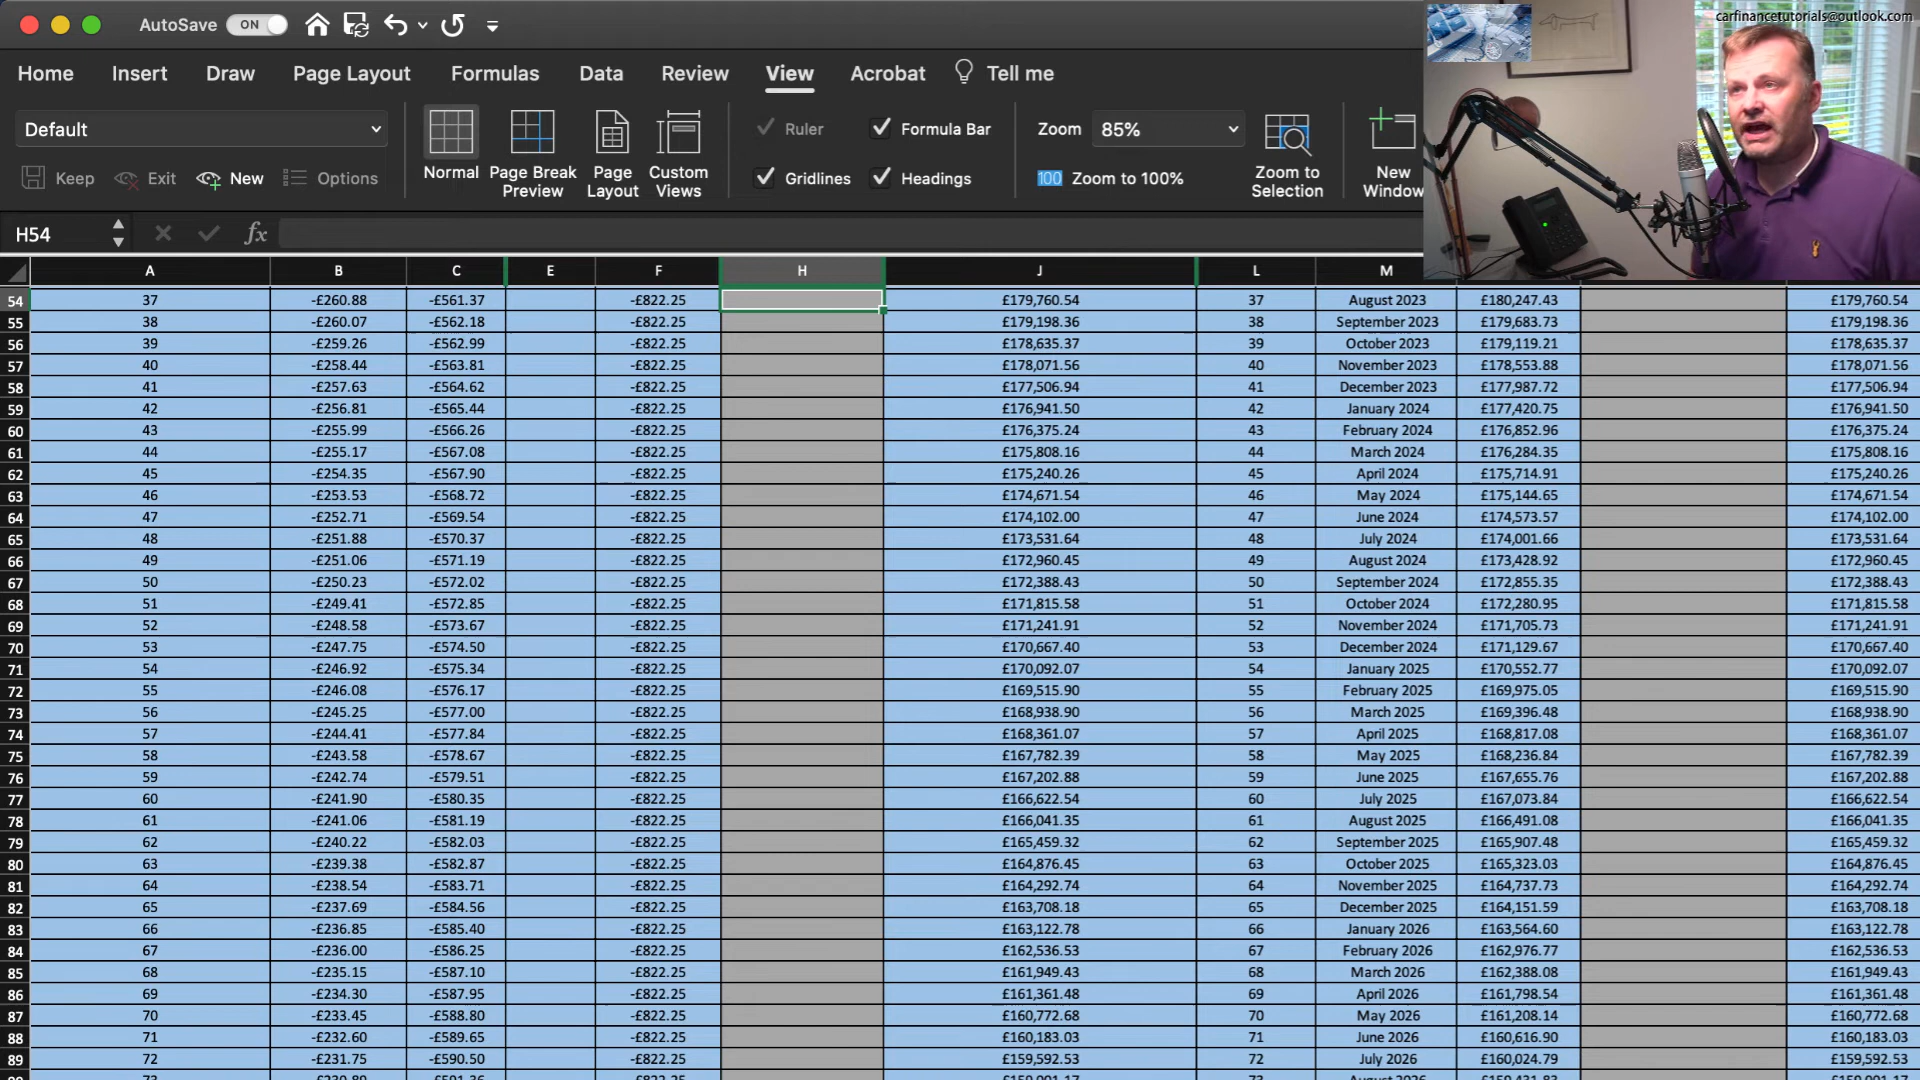 AutoSave ON
carfinancetutorials@outlook.com
Home Insert Draw Page Layout Formulas Data Review View Acrobat Tell me
Default
Keep Exit New Options
Normal
Page Break
Preview
Page
Layout
Custom
Views
Ruler Formula Bar
Gridlines Headings
Zoom 85%
100 Zoom to 100%
Zoom to
Selection
New
Window
H54 fx
A B C E F H J L M
54 37 -£260.88 -£561.37 -£822.25 £179,760.54 37 August 2023 £180,247.43 £179,760.54
55 38 -£260.07 -£562.18 -£822.25 £179,198.36 38 September 2023 £179,683.73 £179,198.36
56 39 -£259.26 -£562.99 -£822.25 £178,635.37 39 October 2023 £179,119.21 £178,635.37
57 40 -£258.44 -£563.81 -£822.25 £178,071.56 40 November 2023 £178,553.88 £178,071.56
58 41 -£257.63 -£564.62 -£822.25 £177,506.94 41 December 2023 £177,987.72 £177,506.94
59 42 -£256.81 -£565.44 -£822.25 £176,941.50 42 January 2024 £177,420.75 £176,941.50
60 43 -£255.99 -£566.26 -£822.25 £176,375.24 43 February 2024 £176,852.96 £176,375.24
61 44 -£255.17 -£567.08 -£822.25 £175,808.16 44 March 2024 £176,284.35 £175,808.16
62 45 -£254.35 -£567.90 -£822.25 £175,240.26 45 April 2024 £175,714.91 £175,240.26
63 46 -£253.53 -£568.72 -£822.25 £174,671.54 46 May 2024 £175,144.65 £174,671.54
64 47 -£252.71 -£569.54 -£822.25 £174,102.00 47 June 2024 £174,573.57 £174,102.00
65 48 -£251.88 -£570.37 -£822.25 £173,531.64 48 July 2024 £174,001.66 £173,531.64
66 49 -£251.06 -£571.19 -£822.25 £172,960.45 49 August 2024 £173,428.92 £172,960.45
67 50 -£250.23 -£572.02 -£822.25 £172,388.43 50 September 2024 £172,855.35 £172,388.43
68 51 -£249.41 -£572.85 -£822.25 £171,815.58 51 October 2024 £172,280.95 £171,815.58
69 52 -£248.58 -£573.67 -£822.25 £171,241.91 52 November 2024 £171,705.73 £171,241.91
70 53 -£247.75 -£574.50 -£822.25 £170,667.40 53 December 2024 £171,129.67 £170,667.40
71 54 -£246.92 -£575.34 -£822.25 £170,092.07 54 January 2025 £170,552.77 £170,092.07
72 55 -£246.08 -£576.17 -£822.25 £169,515.90 55 February 2025 £169,975.05 £169,515.90
73 56 -£245.25 -£577.00 -£822.25 £168,938.90 56 March 2025 £169,396.48 £168,938.90
74 57 -£244.41 -£577.84 -£822.25 £168,361.07 57 April 2025 £168,817.08 £168,361.07
75 58 -£243.58 -£578.67 -£822.25 £167,782.39 58 May 2025 £168,236.84 £167,782.39
76 59 -£242.74 -£579.51 -£822.25 £167,202.88 59 June 2025 £167,655.76 £167,202.88
77 60 -£241.90 -£580.35 -£822.25 £166,622.54 60 July 2025 £167,073.84 £166,622.54
78 61 -£241.06 -£581.19 -£822.25 £166,041.35 61 August 2025 £166,491.08 £166,041.35
79 62 -£240.22 -£582.03 -£822.25 £165,459.32 62 September 2025 £165,907.48 £165,459.32
80 63 -£239.38 -£582.87 -£822.25 £164,876.45 63 October 2025 £165,323.03 £164,876.45
81 64 -£238.54 -£583.71 -£822.25 £164,292.74 64 November 2025 £164,737.73 £164,292.74
82 65 -£237.69 -£584.56 -£822.25 £163,708.18 65 December 2025 £164,151.59 £163,708.18
83 66 -£236.85 -£585.40 -£822.25 £163,122.78 66 January 2026 £163,564.60 £163,122.78
84 67 -£236.00 -£586.25 -£822.25 £162,536.53 67 February 2026 £162,976.77 £162,536.53
85 68 -£235.15 -£587.10 -£822.25 £161,949.43 68 March 2026 £162,388.08 £161,949.43
86 69 -£234.30 -£587.95 -£822.25 £161,361.48 69 April 2026 £161,798.54 £161,361.48
87 70 -£233.45 -£588.80 -£822.25 £160,772.68 70 May 2026 £161,208.14 £160,772.68
88 71 -£232.60 -£589.65 -£822.25 £160,183.03 71 June 2026 £160,616.90 £160,183.03
89 72 -£231.75 -£590.50 -£822.25 £159,592.53 72 July 2026 £160,024.79 £159,592.53